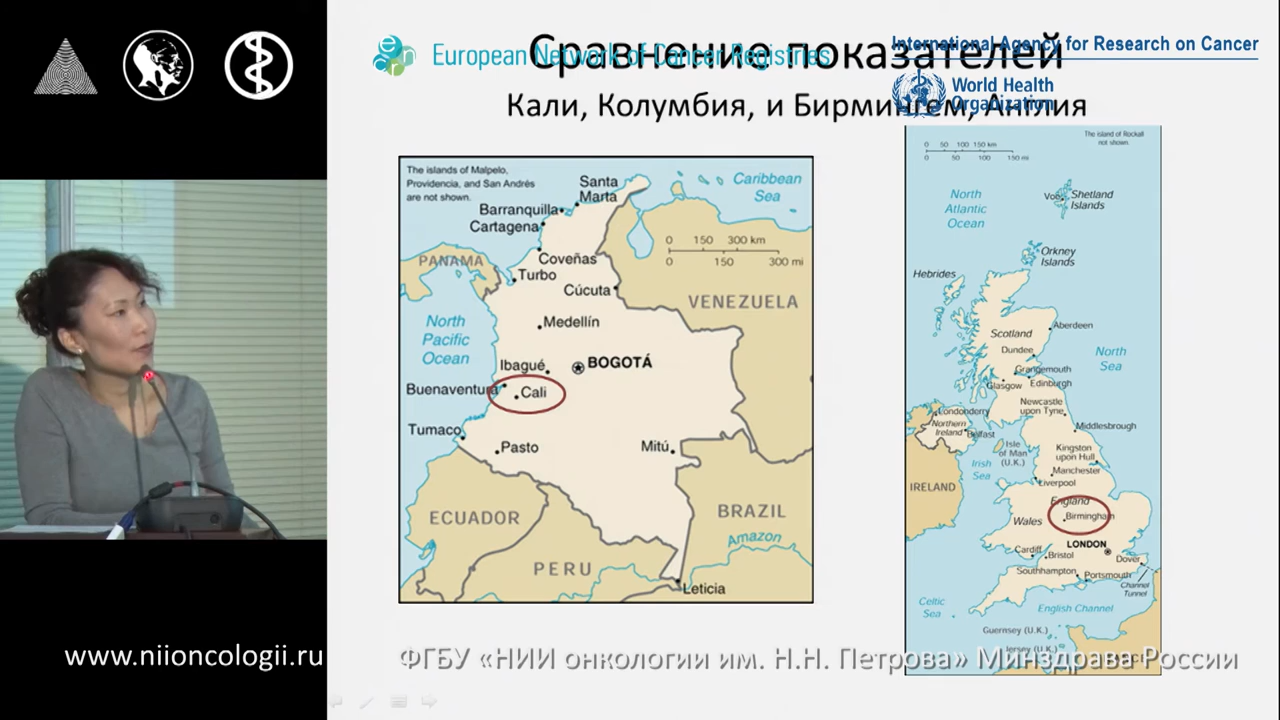 European Network of Cancer Registries
International Agency for Research on Cancer
Сравнение показателей
World Health
Organization
Кали, Колумбия, и Бирмингем, Англия
The islands of Malpelo,
Providencia, and San Andrés
are not shown.
Santa
Marta
Caribbean
Sea
Barranquilla
Cartagena
0 150 300 km
0 150 300 mi
PANAMA
Coveñas
Turbo
Cúcuta
VENEZUELA
North
Pacific
Ocean
Medellín
Ibagué
BOGOTÁ
Buenaventura
Cali
Tumaco
Pasto
Mitú
ECUADOR
BRAZIL
Amazon
PERU
Leticia
The island of Rockall
not shown.
0 50 100 150 km
0 50 100 150 mi
North
Atlantic
Ocean
Shetland
Islands
Orkney
Islands
Hebrides
Scotland
Aberdeen
Dundee
North
Sea
Grangemouth
Glasgow
Edinburgh
Newcastle
upon Tyne
Londonderry
Northern
Ireland
Belfast
Middlesbrough
Isle
of Man
(U.K.)
Irish
Sea
Kingston
upon Hull
Manchester
Liverpool
IRELAND
England
Birmingham
Wales
LONDON
Cardiff
Bristol
Dover
Southampton
Portsmouth
Channel
Tunnel
Celtic
Sea
English Channel
Guernsey (U.K.)
Jersey (U.K.)
www.niioncologii.ru
ФГБУ «НИИ онкологии им. Н.Н. Петрова» Минздрава России